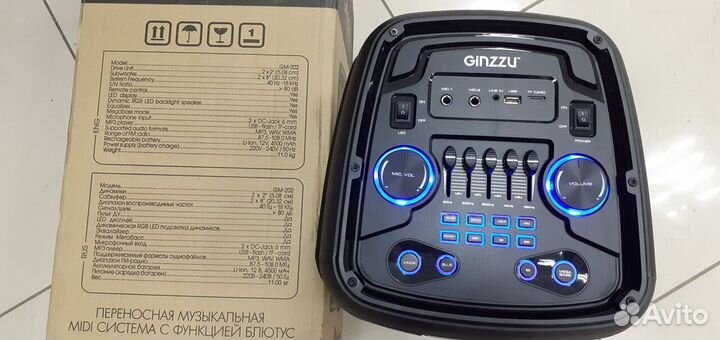 Model GM-202
Drive Unit 2 x 2" (5,08 cm)
Subwoofer 2 x 8" (20,32 cm)
System Frequency 40 Hz -18 KHz
S/N Ratio > 80 dB
Remote control Yes
LED display Yes
Dynamic RGB LED backlight speaker Yes
Equalizer Yes
Megabase mode Yes
Microphone input 2 x DC-Jack 6 mm
MP3 player USB -flash / TF-card
Supported audio formats MP3, WAV, WMA
Range of FM radio 87.5 -108.0 MHz
Rechargeable battery Li-ion, 12V, 4500 mAh
Power supply (battery charge) 220V - 240V / 50 Hz
Weight 11.0 kg
ENG
Модель GM-202
Динамики 2 x 2" (5,08 см)
Сабвуфер 2 x 8" (20,32 см)
Диапазон воспроизводимых частот 40 Гц - 18 КГц
Сигнал/шум > 80 дБ
Пульт ДУ Да
LED дисплей Да
Динамическая RGB LED подсветка динамиков Да
Эквалайзер Да
Режим Мегабасс Да
Микрофонный вход 2 x DC-Jack 6 мм
MP3 плеер USB -flash / TF-card
Поддерживаемые форматы аудиофайлов MP3, WAV, WMA
Диапазон FM-радио 87.5 -108.0 МГц
Аккумуляторная батарея Li-ion, 12 В, 4500 мАч
Питание (зарядка батареи) 220В - 240В / 50 Гц
Вес 11.00 кг
RUS
ПЕРЕНОСНАЯ МУЗЫКАЛЬНАЯ
MIDI СИСТЕМА С ФУНКЦИЕЙ БЛЮТУС
1
GiNZZU
MIC.1 MIC.2 LINE IN USB TF CARD
ON
OFF
LED
ON
OFF
POWER
MIC. VOL
VOLUME
MODE
BLUE
MEGA BASS
Avito